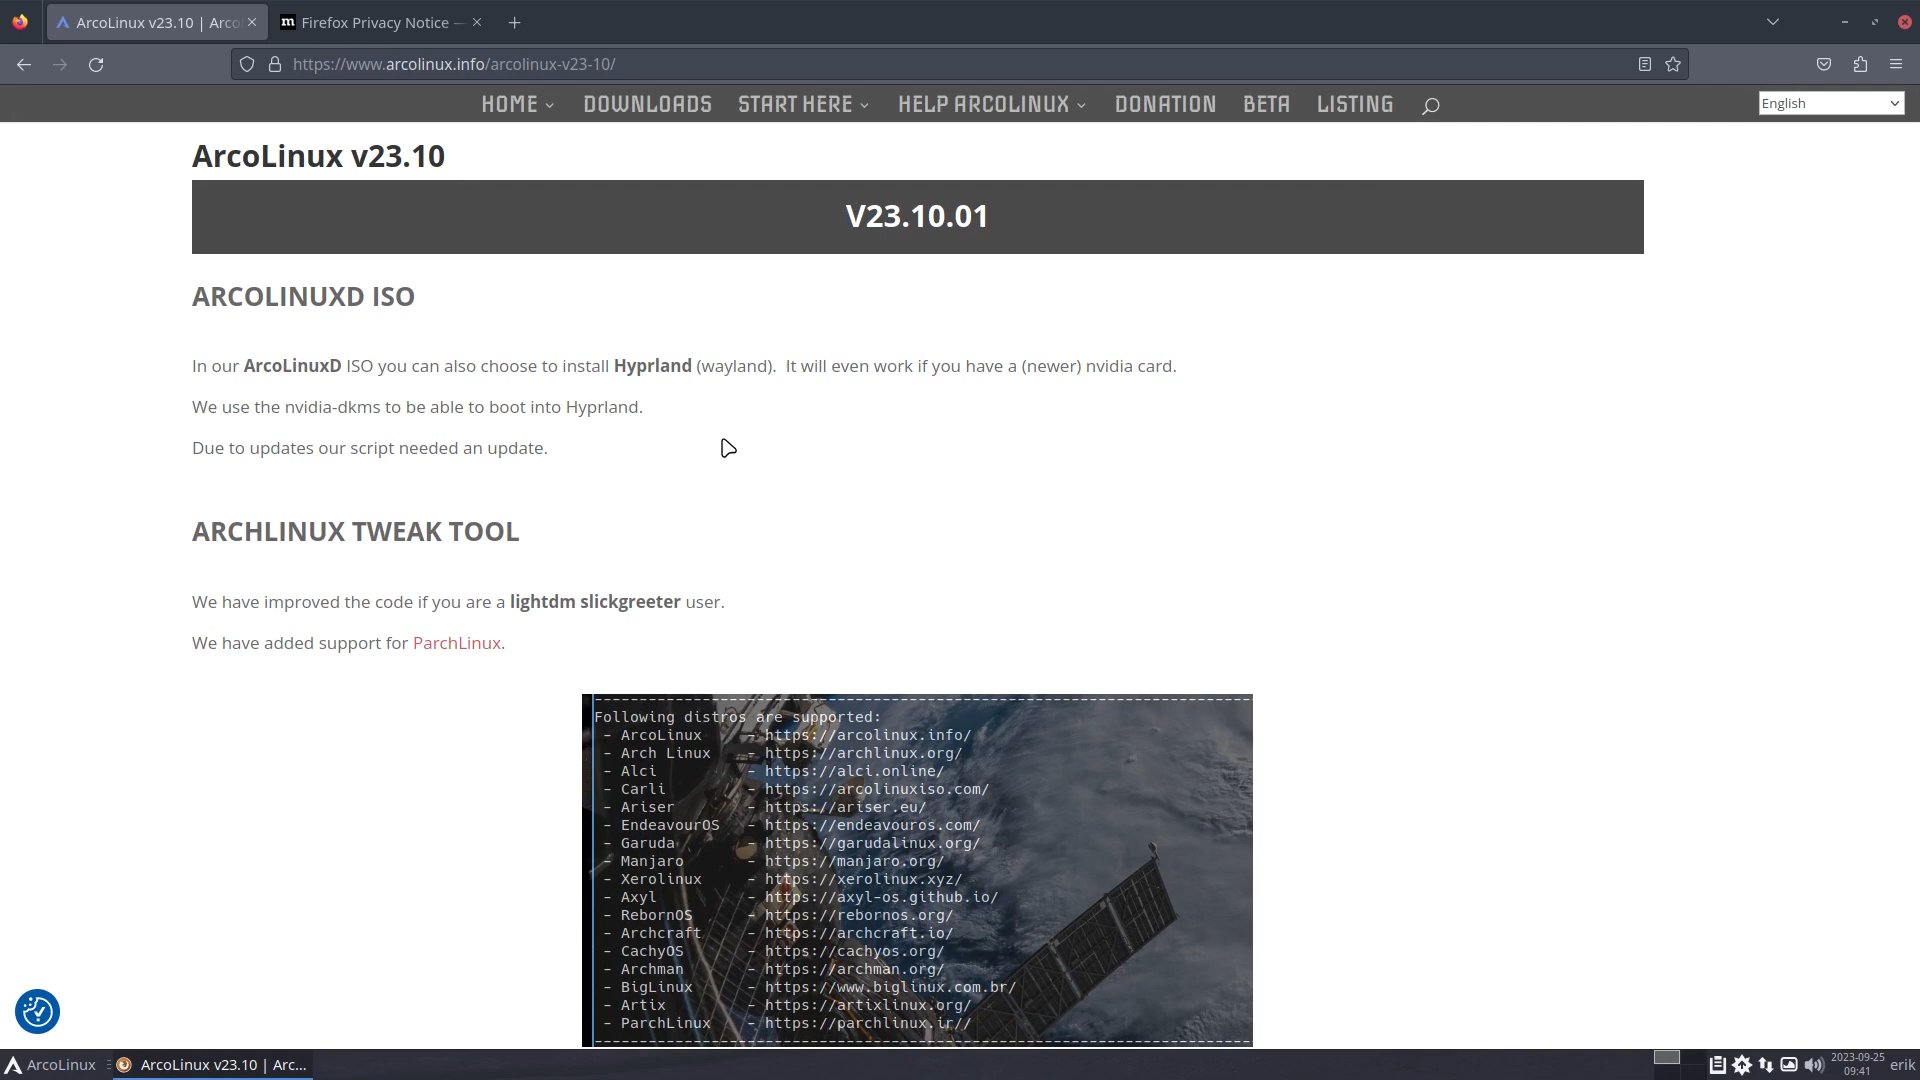 ArcoLinux v23.10 | Arco
Firefox Privacy Notice —
https://www.arcolinux.info/arcolinux-v23-10/
HOME DOWNLOADS START HERE HELP ARCOLINUX DONATION BETA LISTING
English
ArcoLinux v23.10
V23.10.01
ARCOLINUXD ISO
In our ArcoLinuxD ISO you can also choose to install Hyprland (wayland).  It will even work if you have a (newer) nvidia card.
We use the nvidia-dkms to be able to boot into Hyprland.
Due to updates our script needed an update.
ARCHLINUX TWEAK TOOL
We have improved the code if you are a lightdm slickgreeter user.
We have added support for ParchLinux.
Following distros are supported:
- ArcoLinux - https://arcolinux.info/
- Arch Linux - https://archlinux.org/
- Alci - https://alci.online/
- Carli - https://arcolinuxiso.com/
- Ariser - https://ariser.eu/
- EndeavourOS - https://endeavouros.com/
- Garuda - https://garudalinux.org/
- Manjaro - https://manjaro.org/
- Xerolinux - https://xerolinux.xyz/
- Axyl - https://axyl-os.github.io/
- RebornOS - https://rebornos.org/
- Archcraft - https://archcraft.io/
- CachyOS - https://cachyos.org/
- Archman - https://archman.org/
- BigLinux - https://www.biglinux.com.br/
- Artix - https://artixlinux.org/
- ParchLinux - https://parchlinux.ir//
ArcoLinux
ArcoLinux v23.10 | Arc...
2023-09-25
09:41
erik